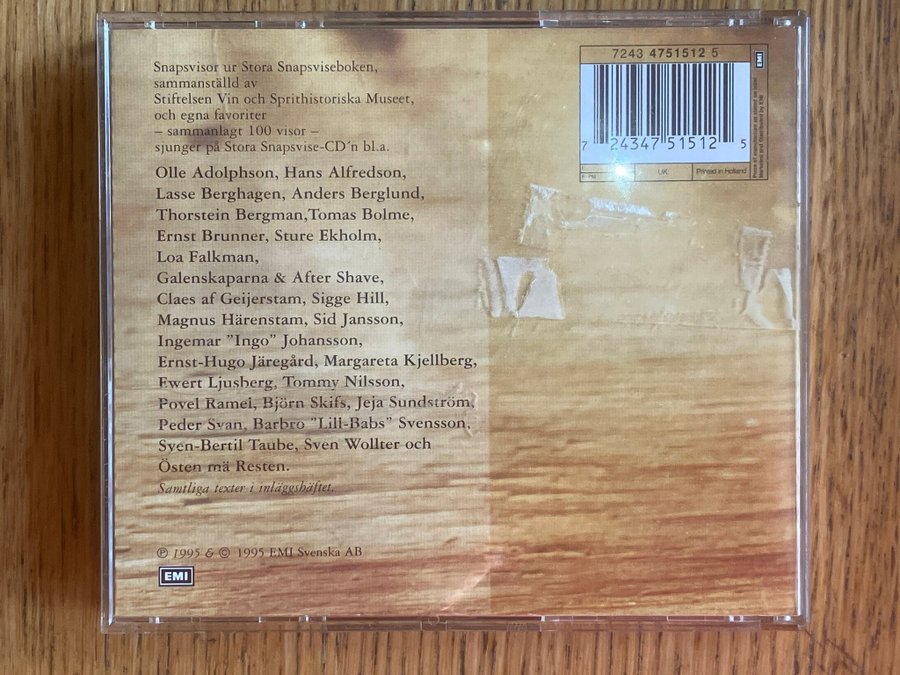 Snapsvisor ur Stora Snapsviseboken,
sammanställd av
Stiftelsen Vin och Sprithistoriska Museet,
och egna favoriter
– sammanlagt 100 visor –
sjunger på Stora Snapsvise-CD´n bl.a.
Olle Adolphson, Hans Alfredson,
Lasse Berghagen, Anders Berglund,
Thorstein Bergman,Tomas Bolme,
Ernst Brunner, Sture Ekholm,
Loa Falkman,
Galenskaparna & After Shave,
Claes af Geijerstam, Sigge Hill,
Magnus Härenstam, Sid Jansson,
Ingemar ”Ingo” Johansson,
Ernst-Hugo Järegård, Margareta Kjellberg,
Ewert Ljusberg, Tommy Nilsson,
Povel Ramel, Björn Skifs, Jeja Sundström,
Peder Svan, Barbro ”Lill-Babs” Svensson,
Sven-Bertil Taube, Sven Wollter och
Östen mä Resten.
Samtliga texter i inläggshäftet.
℗ 1995 & © 1995 EMI Svenska AB
EMI
7243 4751512 5
7 24347 51512 5
UK:
Printed in Holland
EMI